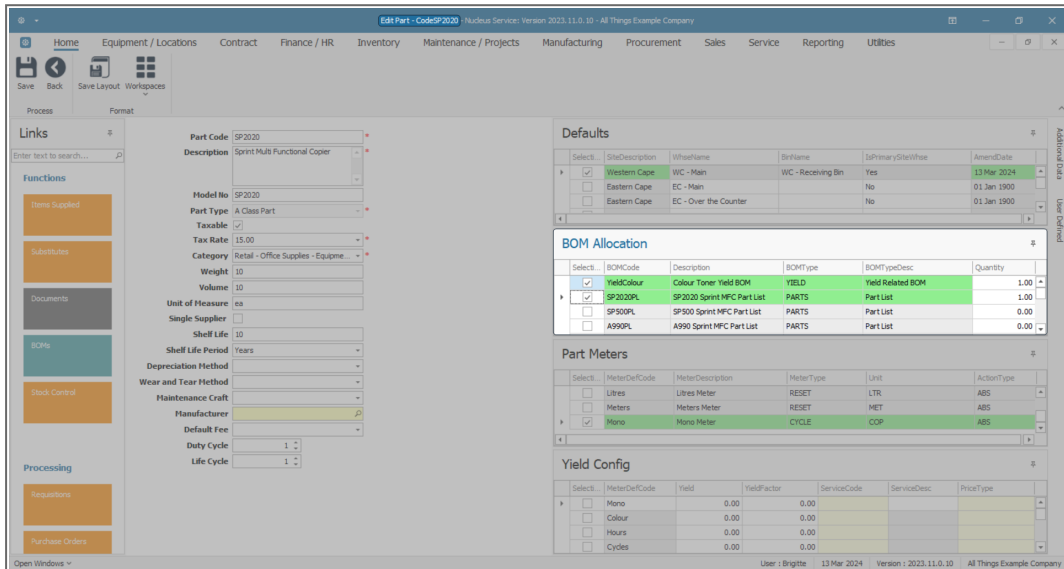 Edit Part - CodeSP2020 - Nucleus Service: Version 2023.11.0.10 - All Things Example Company
Home Equipment / Locations Contract Finance / HR Inventory Maintenance / Projects Manufacturing Procurement Sales Service Reporting Utilities
Save Back Save Layout Workspaces
Process Format
Links
Enter text to search...
Functions
Items Supplied
Substitutes
Documents
BOMs
Stock Control
Processing
Requisitions
Purchase Orders
Part Code SP2020 *
Description Sprint Multi Functional Copier *
Model No SP2020
Part Type A Class Part *
Taxable
Tax Rate 15.00 *
Category Retail - Office Supplies - Equipme... *
Weight 10
Volume 10
Unit of Measure ea
Single Supplier
Shelf Life 10
Shelf Life Period Years
Depreciation Method
Wear and Tear Method
Maintenance Craft
Manufacturer
Default Fee
Duty Cycle 1
Life Cycle 1
Defaults
Selecti... SiteDescription WhseName BinName IsPrimarySiteWhse AmendDate
Western Cape WC - Main WC - Receiving Bin Yes 13 Mar 2024
Eastern Cape EC - Main No 01 Jan 1900
Eastern Cape EC - Over the Counter No 01 Jan 1900
BOM Allocation
Selecti... BOMCode Description BOMType BOMTypeDesc Quantity
YieldColour Colour Toner Yield BOM YIELD Yield Related BOM 1.00
SP2020PL SP2020 Sprint MFC Part List PARTS Part List 1.00
SP500PL SP500 Sprint MFC Part List PARTS Part List 0.00
A990PL A990 Sprint MFC Part List PARTS Part List 0.00
Part Meters
Selecti... MeterDefCode MeterDescription MeterType Unit ActionType
Litres Litres Meter RESET LTR ABS
Meters Meters Meter RESET MET ABS
Mono Mono Meter CYCLE COP ABS
Yield Config
Selecti... MeterDefCode Yield YieldFactor ServiceCode ServiceDesc PriceType
Mono 0.00 0.00
Colour 0.00 0.00
Hours 0.00 0.00
Cycles 0.00 0.00
Additional Data
User Defined
Open Windows User : Brigitte 13 Mar 2024 Version : 2023.11.0.10 All Things Example Company